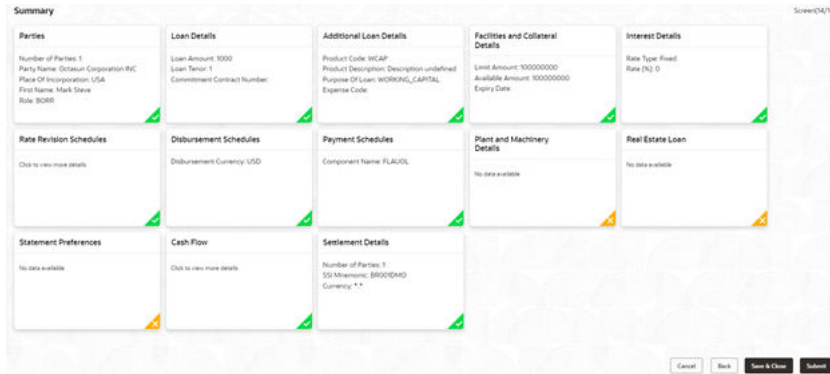 Summary
Screen(14/1
Parties
Number of Parties: 1
Party Name: Octasun Corporation INC
Place Of Incorporation: USA
First Name: Mark Steve
Role: BORR
Loan Details
Loan Amount: 1000
Loan Tenor: 1
Commitment Contract Number:
Additional Loan Details
Product Code: WCAP
Product Description: Description undefined
Purpose Of Loan: WORKING_CAPITAL
Expense Code:
Facilities and Collateral
Details
Limit Amount: 100000000
Available Amount: 100000000
Expiry Date:
Interest Details
Rate Type: Fixed
Rate (%): 0
Rate Revision Schedules
Click to view more details
Disbursement Schedules
Disbursement Currency: USD
Payment Schedules
Component Name: FLAUOL
Plant and Machinery
Details
No data available
Real Estate Loan
No data available
Statement Preferences
No data available
Cash Flow
Click to view more details
Settlement Details
Number of Parties: 1
SSI Mnemonic: BR001DMO
Currency: *.*
Cancel
Back
Save & Close
Submit